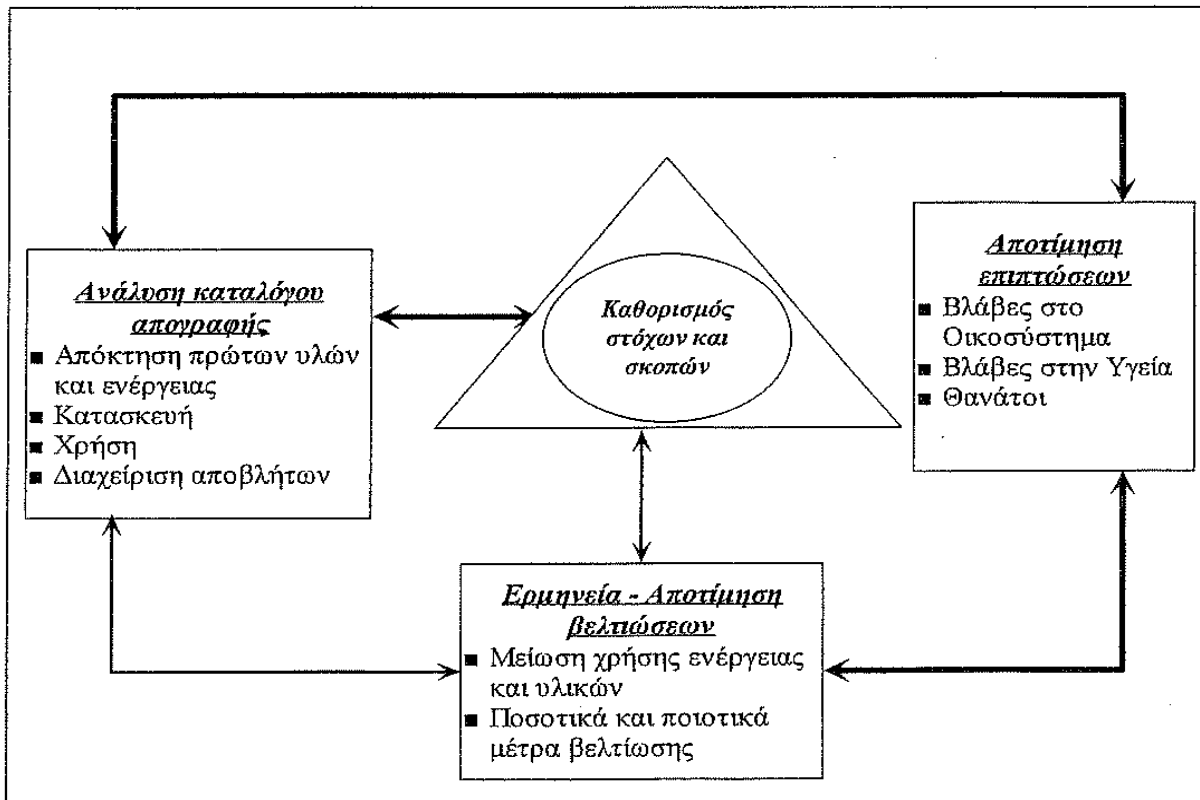 Ανάλυση καταλόγου
απογραφής
■ Απόκτηση πρώτων υλών
και ενέργειας
■ Κατασκευή
■ Χρήση
■ Διαχείριση αποβλήτων
Καθορισμός
στόχων και
σκοπών
Αποτίμηση
επιπτώσεων
■ Βλάβες στο
Οικοσύστημα
■ Βλάβες στην Υγεία
■ Θανάτοι
Ερμηνεία - Αποτίμηση
βελτιώσεων
■ Μείωση χρήσης ενέργειας
και υλικών
■ Ποσοτικά και ποιοτικά
μέτρα βελτίωσης